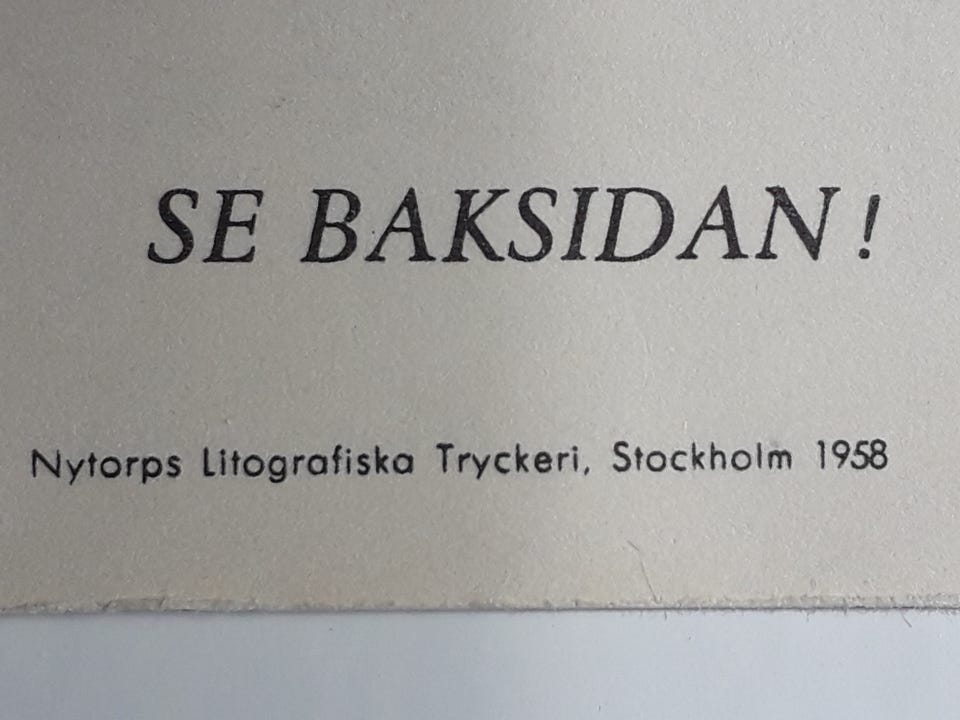 SE BAKSIDAN!
Nytorps Litografiska Tryckeri, Stockholm 1958